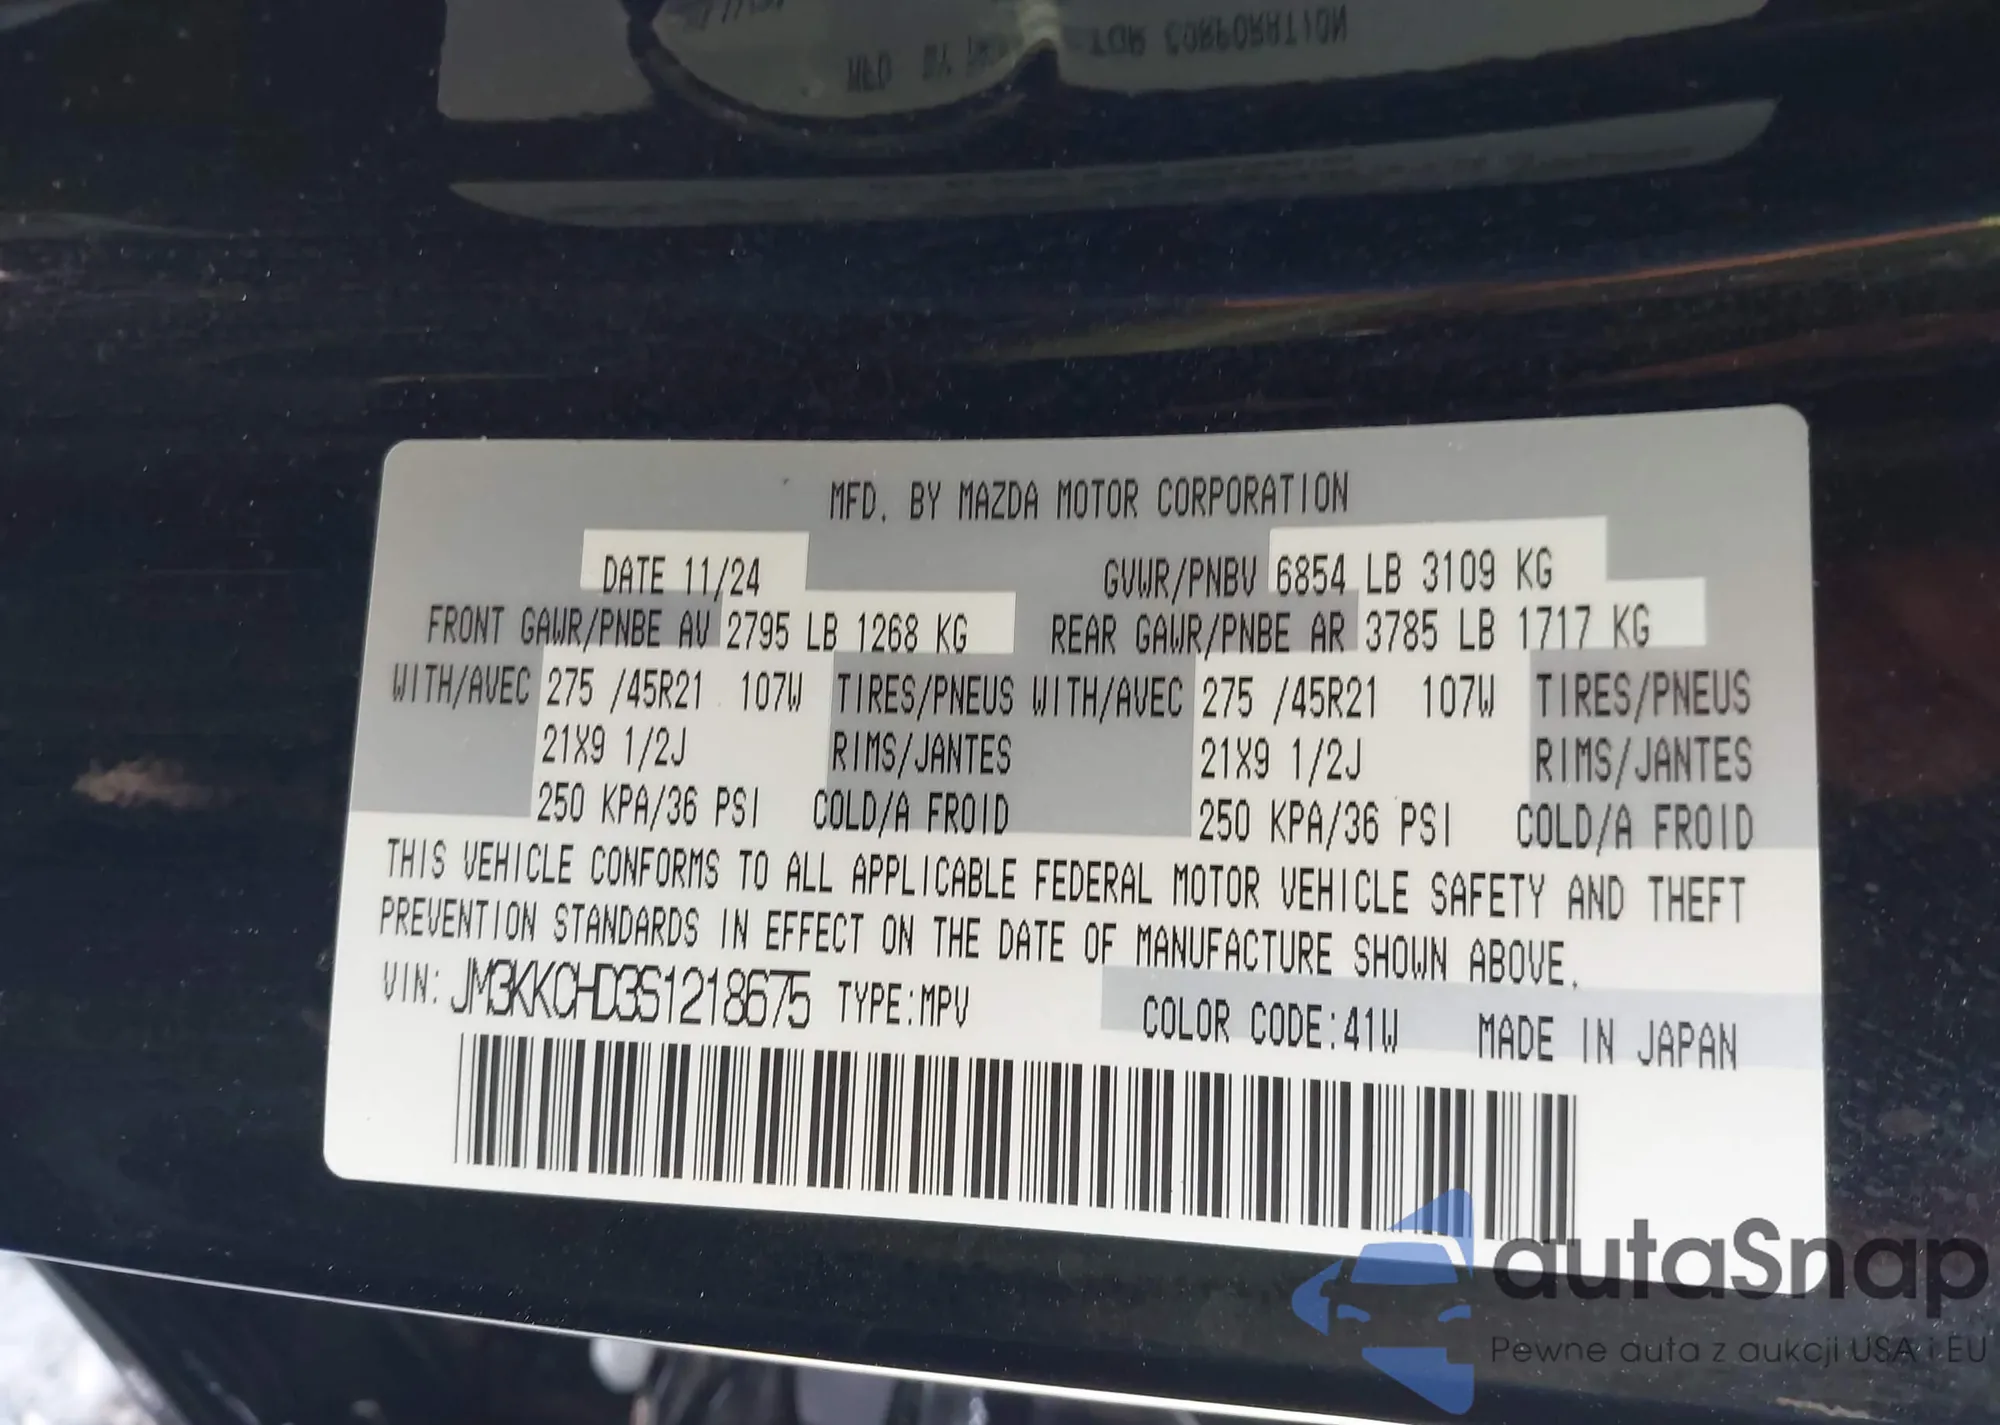 MFD. BY MAZDA MOTOR CORPORATION
DATE 11/24 GVWR/PNBV 6854 LB 3109 KG
FRONT GAWR/PNBE AV 2795 LB 1268 KG REAR GAWR/PNBE AR 3785 LB 1717 KG
WITH/AVEC 275 /45R21 107W TIRES/PNEUS WITH/AVEC 275 /45R21 107W TIRES/PNEUS
21X9 1/2J RIMS/JANTES 21X9 1/2J RIMS/JANTES
250 KPA/36 PSI COLD/A FROID 250 KPA/36 PSI COLD/A FROID
THIS VEHICLE CONFORMS TO ALL APPLICABLE FEDERAL MOTOR VEHICLE SAFETY AND THEFT
PREVENTION STANDARDS IN EFFECT ON THE DATE OF MANUFACTURE SHOWN ABOVE.
VIN: JM3KKCHD3S1218675 TYPE:MPV COLOR CODE:41W MADE IN JAPAN
autaSnap
Pewne auta z aukcji USA i EU